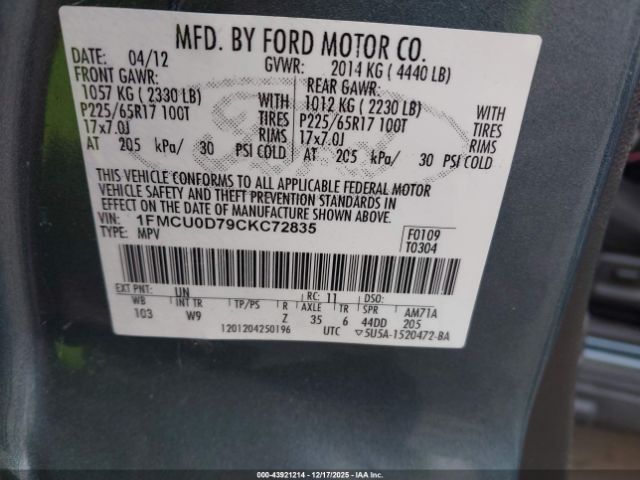 MFD. BY FORD MOTOR CO.
DATE: 04/12 GVWR: 2014 KG ( 4440 LB)
FRONT GAWR: REAR GAWR:
1057 KG ( 2330 LB) WITH 1012 KG ( 2230 LB) WITH
P225/65R17 100T TIRES P225/65R17 100T TIRES
17x7.0J RIMS 17x7.0J RIMS
AT 205 kPa/ 30 PSI COLD AT 205 kPa/ 30 PSI COLD
THIS VEHICLE CONFORMS TO ALL APPLICABLE FEDERAL MOTOR
VEHICLE SAFETY AND THEFT PREVENTION STANDARDS IN
EFFECT ON THE DATE OF MANUFACTURE SHOWN ABOVE.
VIN: 1FMCU0D79CKC72835 F0109
TYPE: MPV T0304
EXT PNT: UN RC: 11 DSO:
WB INT TR TP/PS R AXLE TR SPR AM71A
103 W9 Z 35 6 44DD 205
1201204250196 UTC ▽5U5A-1520472-BA
000-43921214 - 12/17/2025 - IAA, Inc.